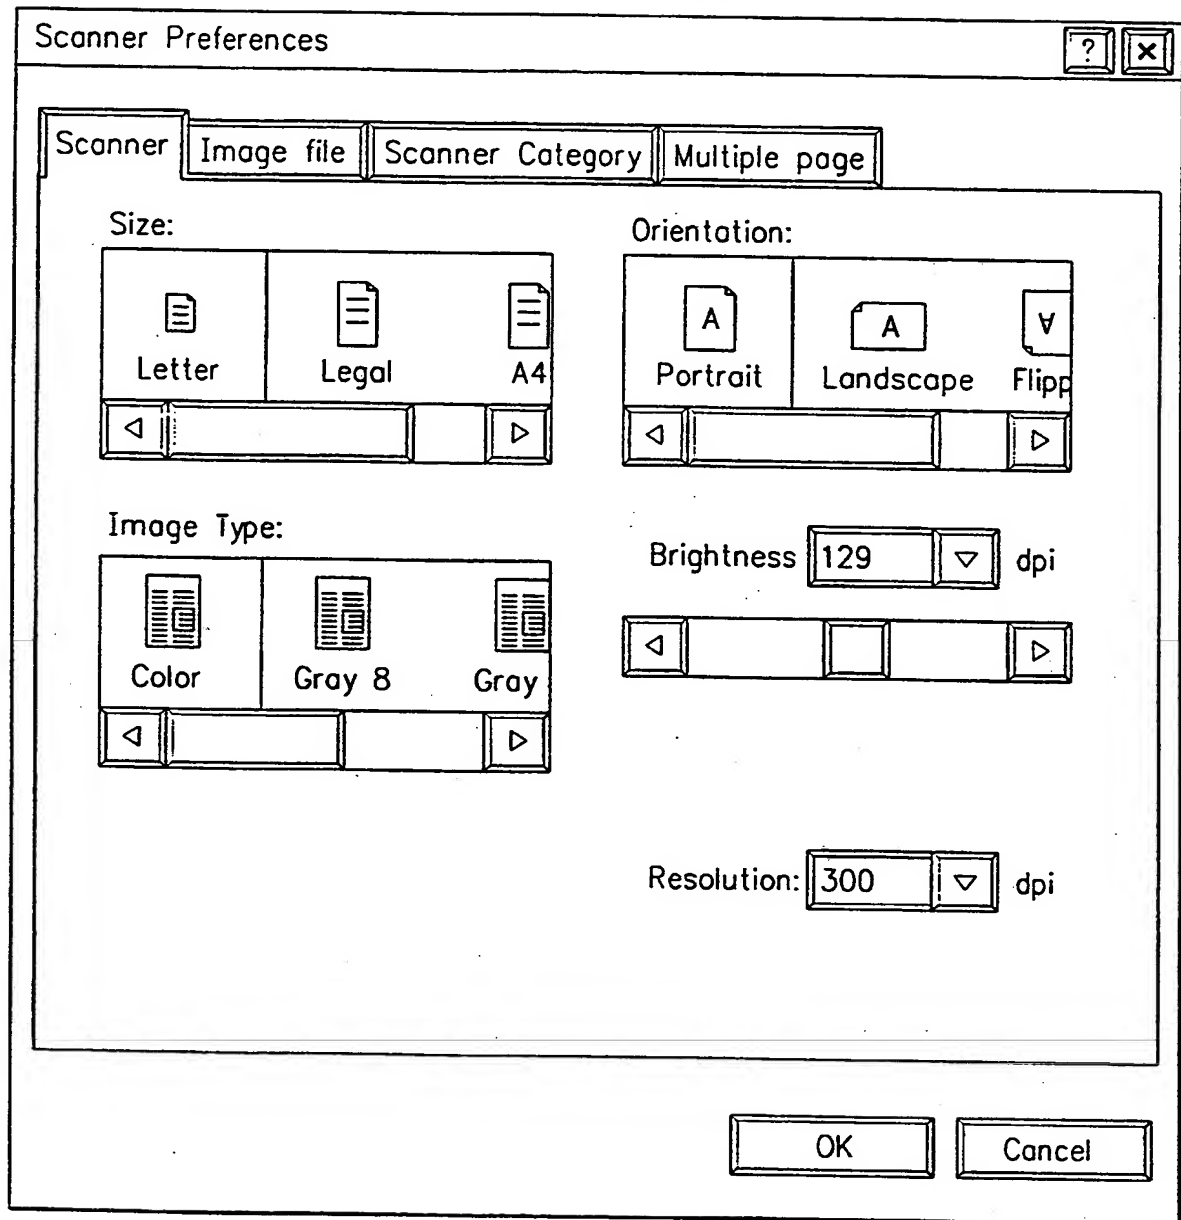 Scanner Preferences
?
Scanner
Image file
Scanner Category
Multiple page
Size:
Letter
Legal
A4
Orientation:
A
Portrait
A
Landscape
A
Flipp
Image Type:
Color
Gray 8
Gray
Brightness 129 dpi
Resolution: 300 dpi
OK
Cancel